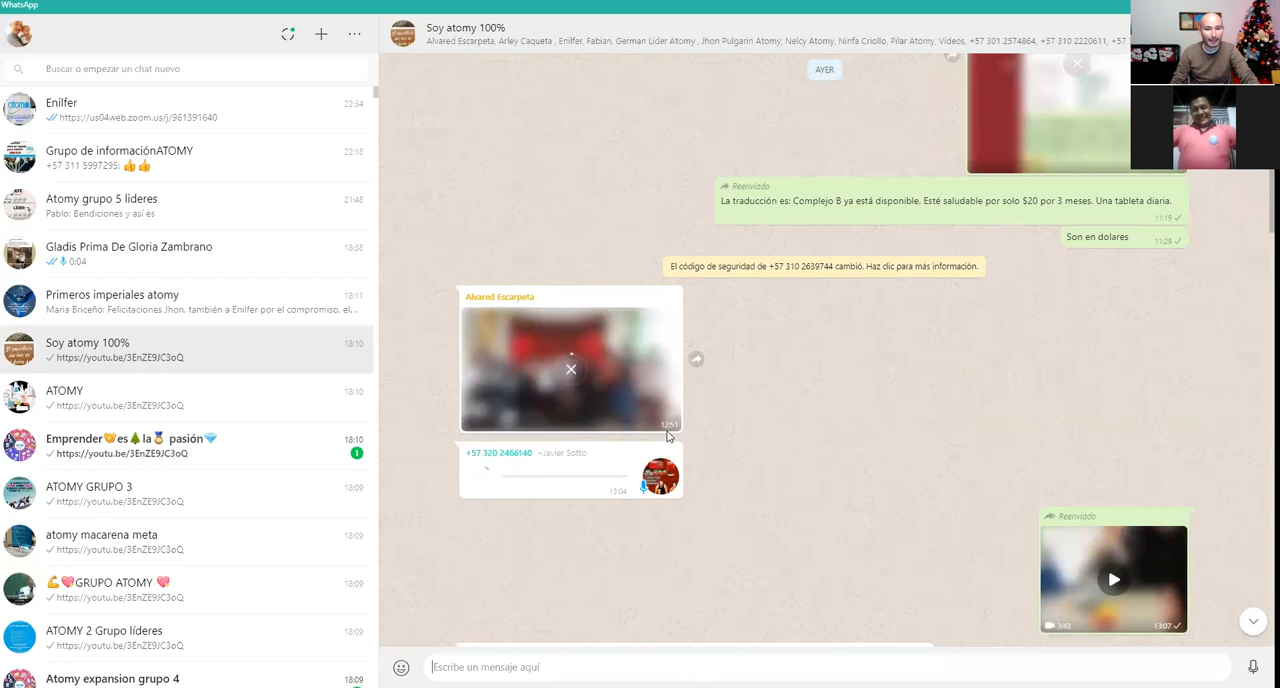 WhatsApp
Buscar o empezar un chat nuevo
Enilfer
22:34
https://us04web.zoom.us/j/961391640
Grupo de informaciónATOMY
22:18
+57 311 5997295: 👍👍
Atomy grupo 5 lideres
21:48
Pablo: Bendiciones y así es
Gladis Prima De Gloria Zambrano
18:38
0:04
Primeros imperiales atomy
18:11
Maria Briceño: Felicitaciones Jhon, también a Enilfer por el compromiso, el...
Soy atomy 100%
18:10
https://youtu.be/3EnZE9JC3oQ
ATOMY
18:10
https://youtu.be/3EnZE9JC3oQ
Emprender🤝es🌲la🏅 pasión💎
18:10
https://youtu.be/3EnZE9JC3oQ
1
ATOMY GRUPO 3
18:09
https://youtu.be/3EnZE9JC3oQ
atomy macarena meta
18:09
https://youtu.be/3EnZE9JC3oQ
💪💖GRUPO ATOMY 💖
18:09
https://youtu.be/3EnZE9JC3oQ
ATOMY 2 Grupo líderes
18:09
https://youtu.be/3EnZE9JC3oQ
Atomy expansion grupo 4
18:09
Soy atomy 100%
Alvared Escarpeta, Arley Caqueta , Enilfer, Fabian, German Lider Atomy , Jhon Pulgarin Atomy, Nelcy Atomy, Ninfa Criollo, Pilar Atomy, Videos, +57 301 2574864, +57 310 2220611, +57
AYER
Reenviado
La traducción es: Complejo B ya está disponible. Esté saludable por solo $20 por 3 meses. Una tableta diaria.
11:19
Son en dolares
11:29
El código de seguridad de +57 310 2639744 cambió. Haz clic para más información.
Alvared Escarpeta
12:51
+57 320 2466140 ~Javier Sotto
13:04
Reenviado
3:43
13:07
Escribe un mensaje aquí